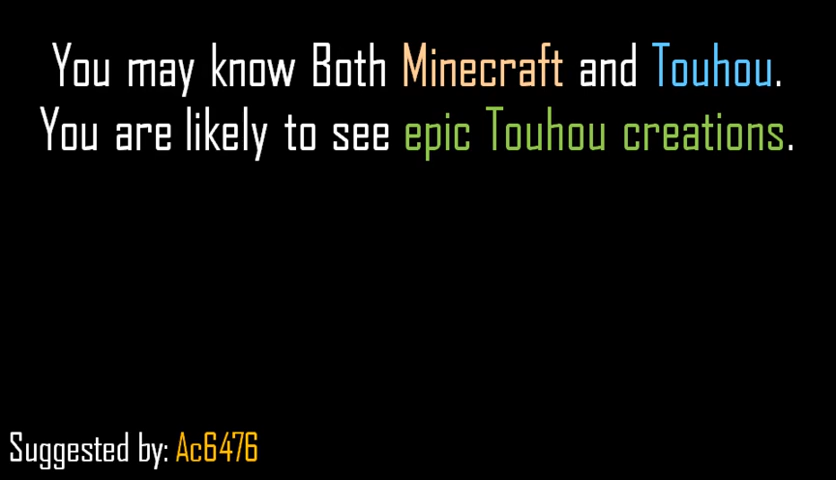 You may know Both Minecraft and Touhou.
You are likely to see epic Touhou creations.
Suggested by: Ac6476